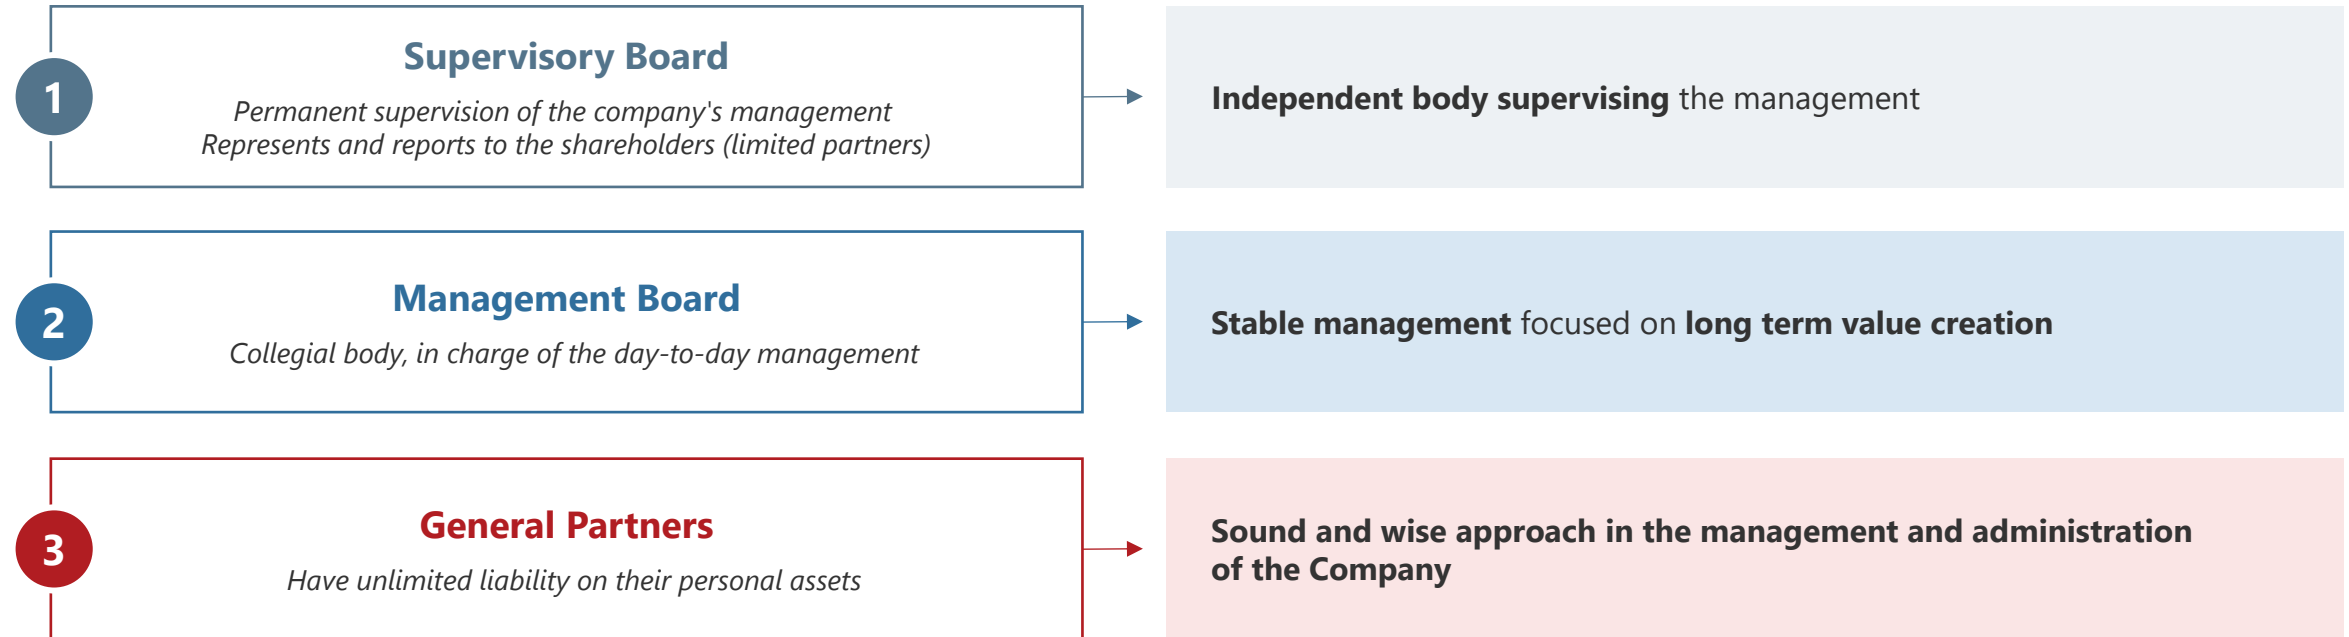 1
Supervisory Board
Permanent supervision of the company's management
Represents and reports to the shareholders (limited partners)
Independent body supervising the management
2
Management Board
Collegial body, in charge of the day-to-day management
Stable management focused on long term value creation
3
General Partners
Have unlimited liability on their personal assets
Sound and wise approach in the management and administration
of the Company